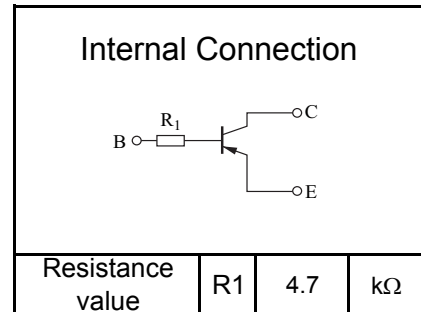 Internal Connection
C
R1
B
E
Resistance value R1 4.7 kΩ